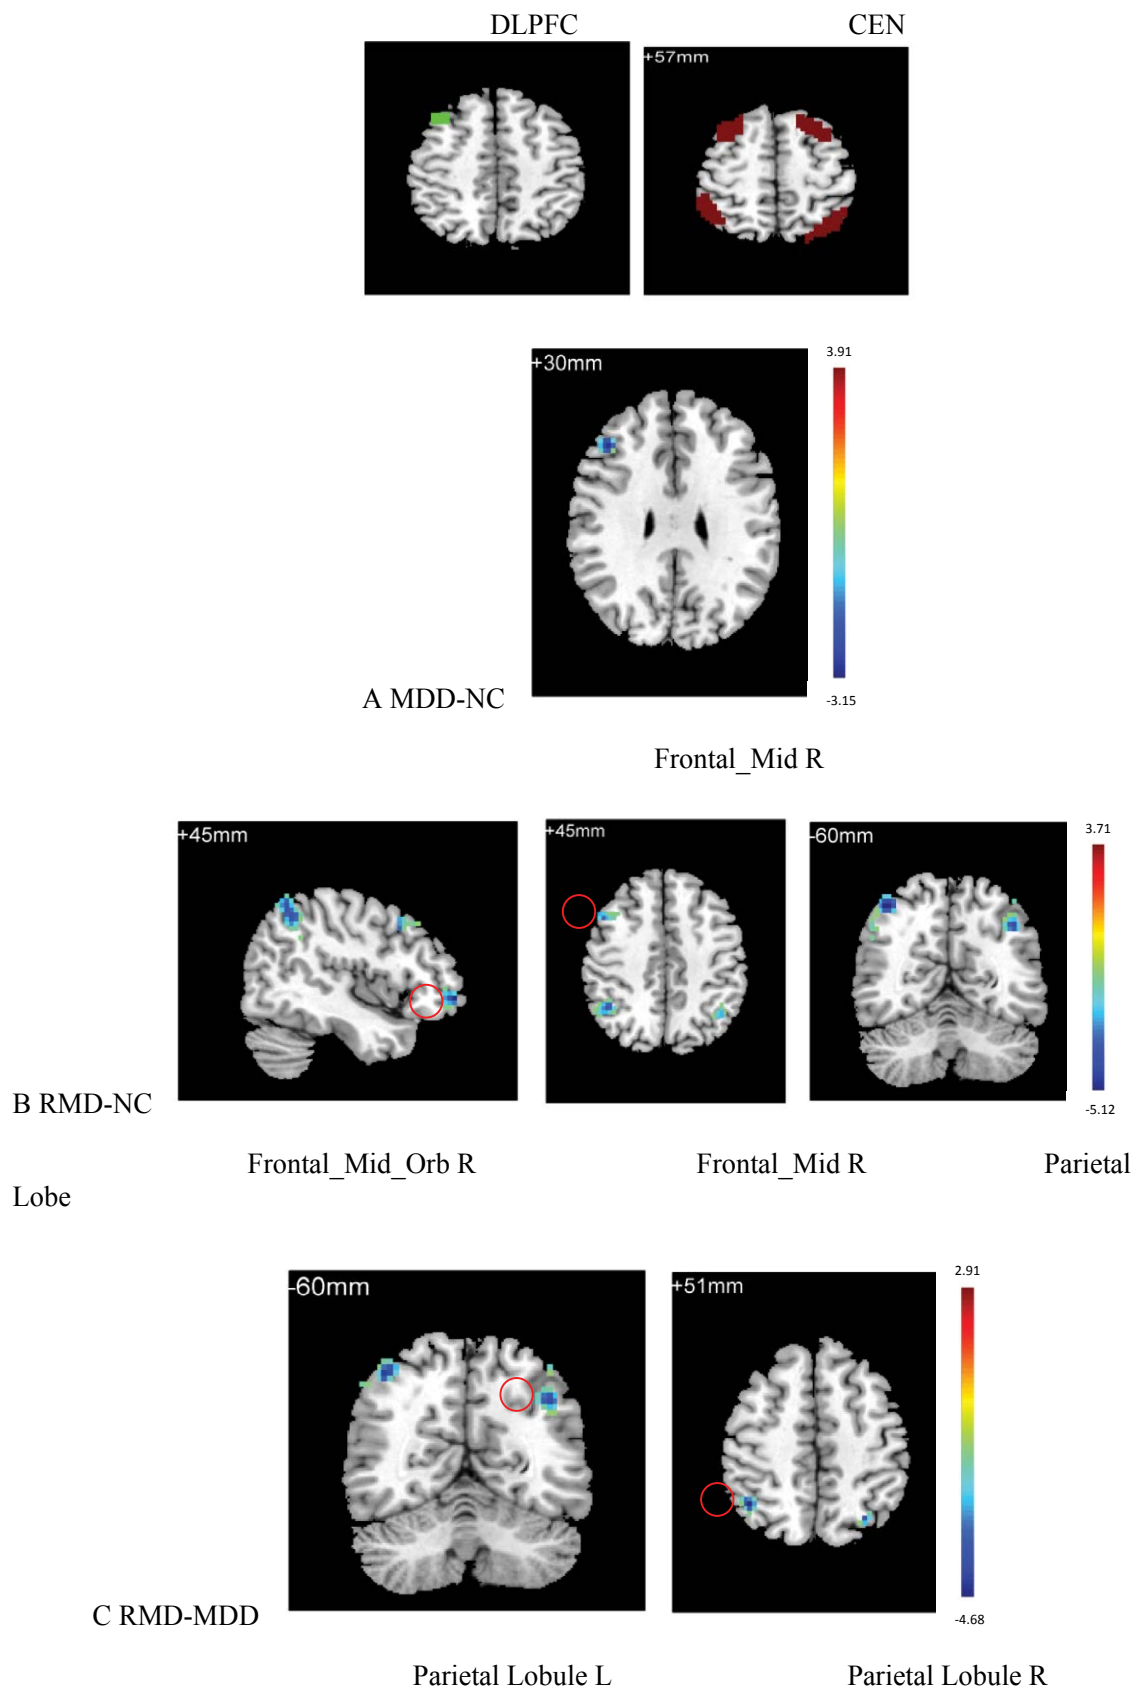 DLPFC CEN
+57mm
+30mm
3.91
-3.15
A MDD-NC
Frontal_Mid R
+45mm
+45mm
-60mm
3.71
-5.12
B RMD-NC
Frontal_Mid_Orb R Frontal_Mid R Parietal
Lobe
-60mm
+51mm
2.91
-4.68
C RMD-MDD
Parietal Lobule L Parietal Lobule R